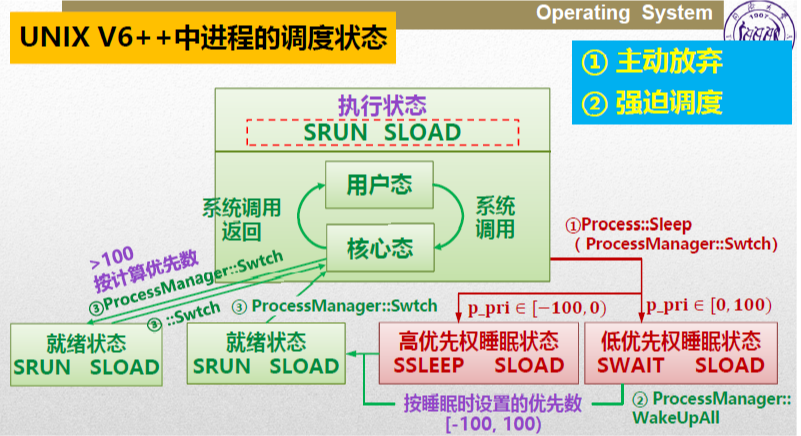 Operating System
UNIX V6++中进程的调度状态
① 主动放弃
② 强迫调度
1907
执行状态
SRUN SLOAD
用户态
系统调用
返回
系统
调用
核心态
①Process::Sleep
( ProcessManager::Swtch)
>100
按计算优先数
③ProcessManager::Swtch
③ ::Swtch
③ ProcessManager::Swtch
p_pri ∈ [−100, 0)
p_pri ∈ [0, 100)
就绪状态
SRUN SLOAD
就绪状态
SRUN SLOAD
高优先权睡眠状态
SSLEEP SLOAD
低优先权睡眠状态
SWAIT SLOAD
按睡眠时设置的优先数
[-100, 100)
② ProcessManager::
WakeUpAll